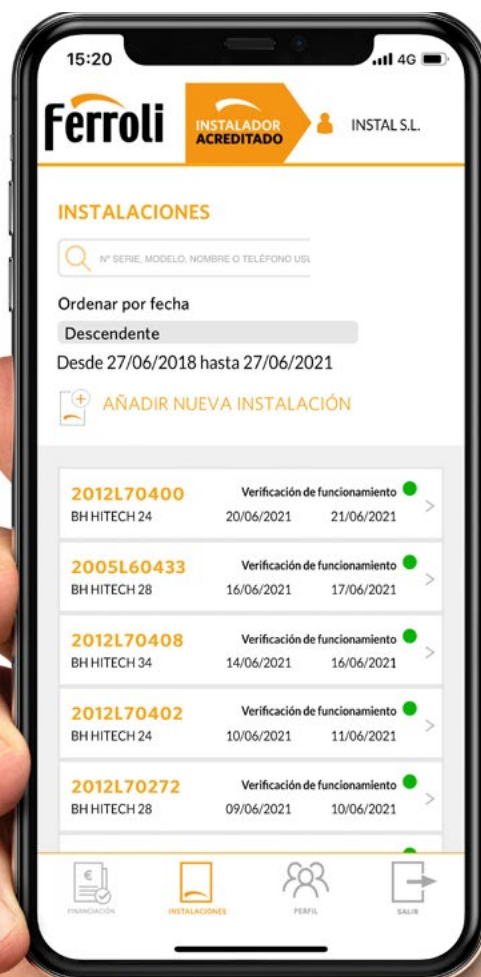 15:20
4G
Ferroli
INSTALADOR
ACREDITADO
INSTAL S.L.
INSTALACIONES
Nº SERIE, MODELO, NOMBRE O TELÉFONO USU
Ordenar por fecha
Descendente
Desde 27/06/2018 hasta 27/06/2021
AÑADIR NUEVA INSTALACIÓN
2012L70400 Verificación de funcionamiento
BH HITECH 24 20/06/2021 21/06/2021
2005L60433 Verificación de funcionamiento
BH HITECH 28 16/06/2021 17/06/2021
2012L70408 Verificación de funcionamiento
BH HITECH 34 14/06/2021 16/06/2021
2012L70402 Verificación de funcionamiento
BH HITECH 24 10/06/2021 11/06/2021
2012L70272 Verificación de funcionamiento
BH HITECH 28 09/06/2021 10/06/2021
€
FINANCIACIÓN INSTALACIONES PERFIL SALIR